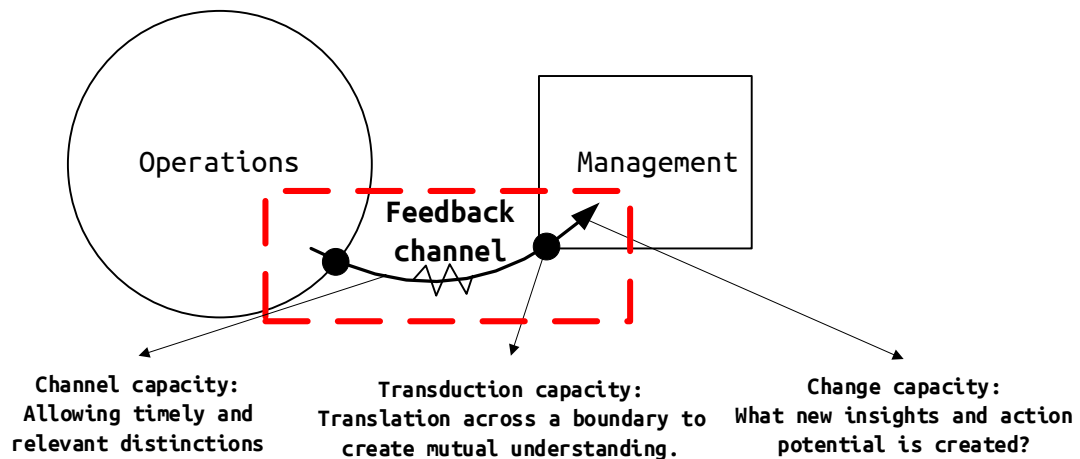 Operations
Management
Feedback
channel
Channel capacity:
Allowing timely and
relevant distinctions
Transduction capacity:
Translation across a boundary to
create mutual understanding.
Change capacity:
What new insights and action
potential is created?